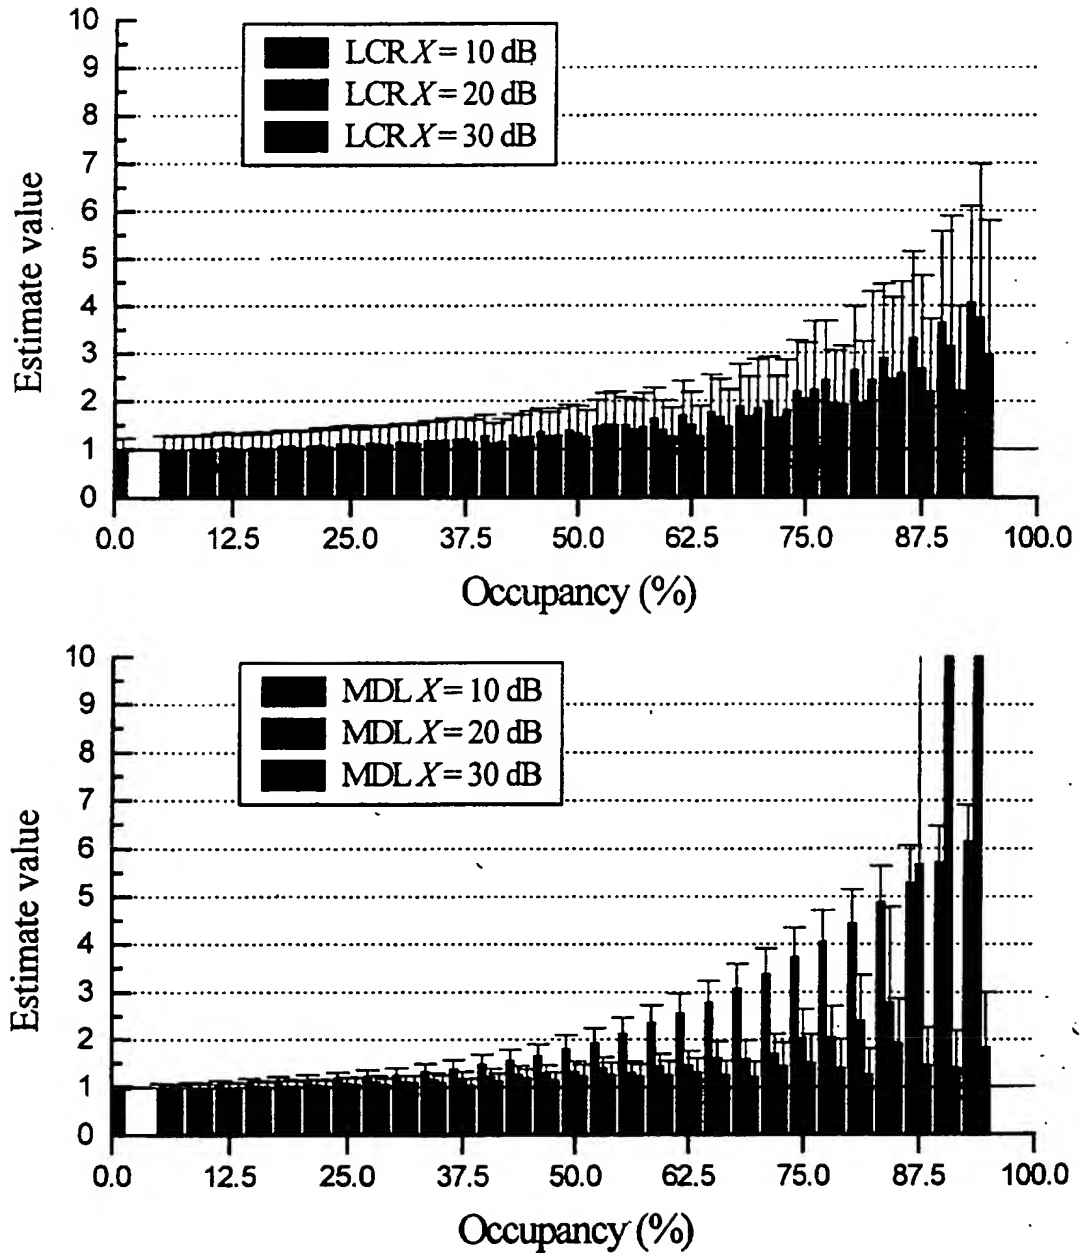 10
9
8
7
6
5
4
3
2
1
0
Estimate value
LCR X = 10 dB
LCR X = 20 dB
LCR X = 30 dB
0.0 12.5 25.0 37.5 50.0 62.5 75.0 87.5 100.0
Occupancy (%)
10
9
8
7
6
5
4
3
2
1
0
Estimate value
MDL X = 10 dB
MDL X = 20 dB
MDL X = 30 dB
0.0 12.5 25.0 37.5 50.0 62.5 75.0 87.5 100.0
Occupancy (%)